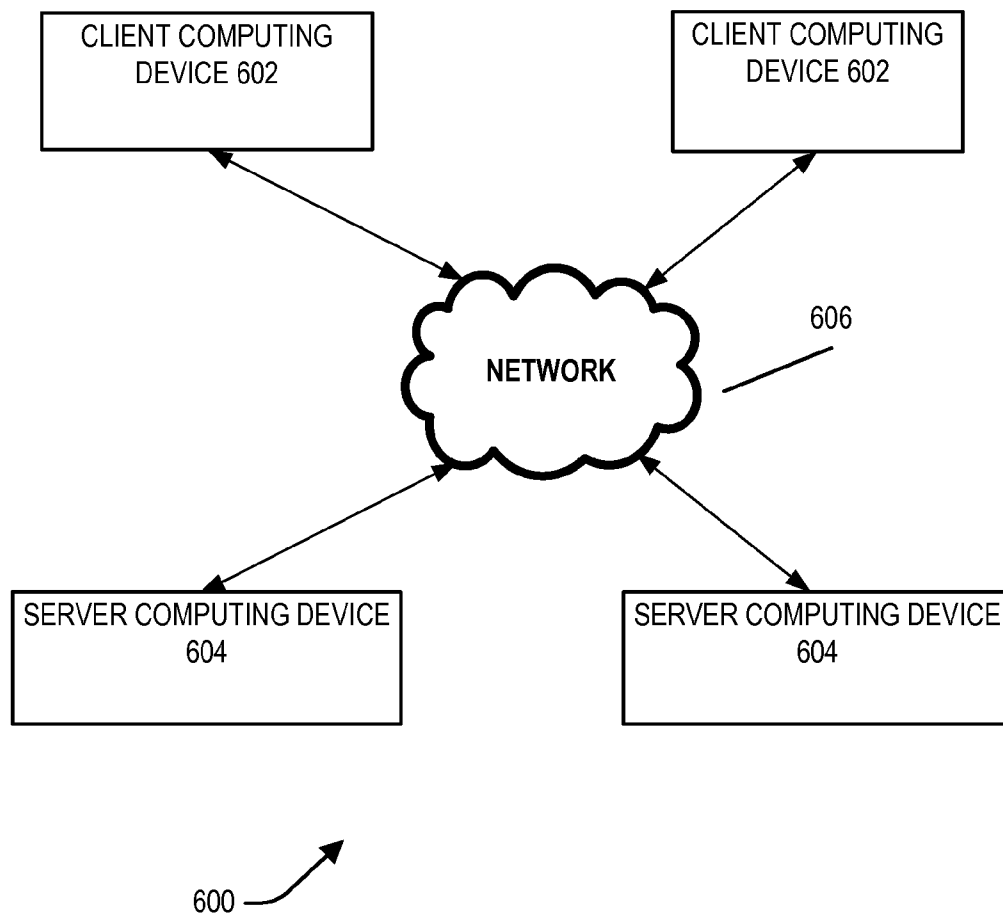 CLIENT COMPUTING
DEVICE 602
CLIENT COMPUTING
DEVICE 602
606
NETWORK
SERVER COMPUTING DEVICE
604
SERVER COMPUTING DEVICE
604
600